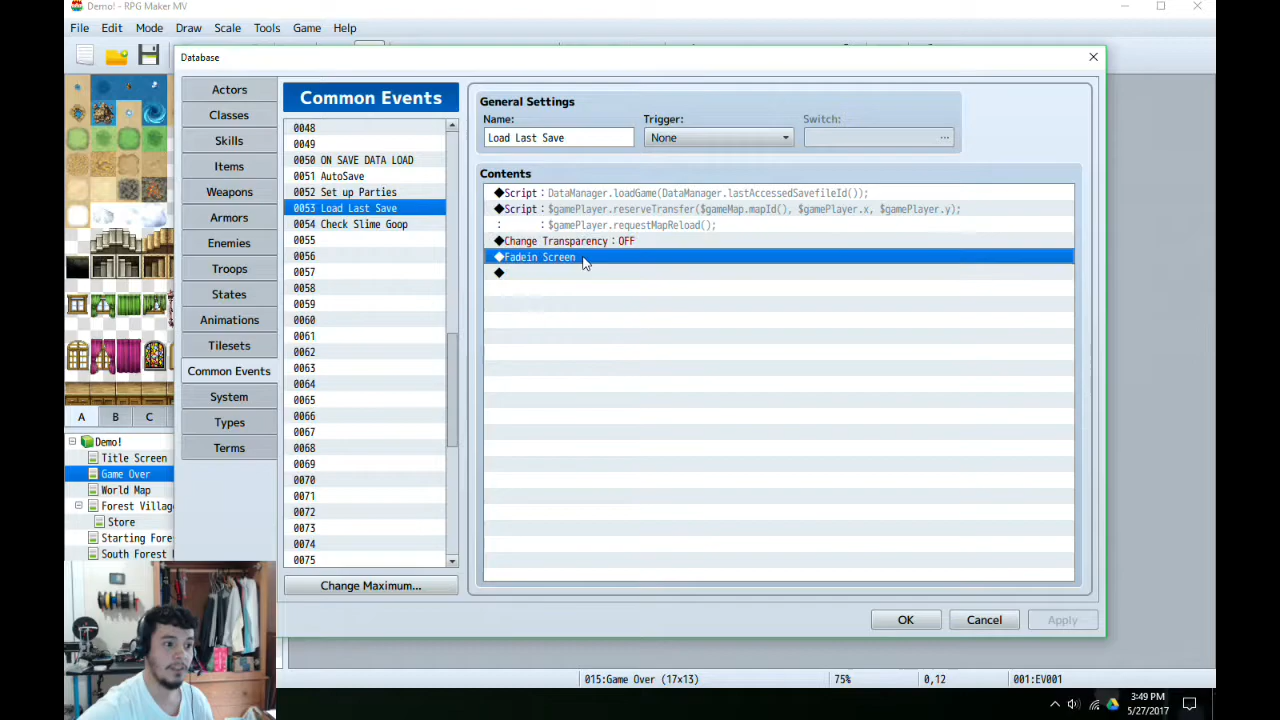 Demo! - RPG Maker MV
File Edit Mode Draw Scale Tools Game Help
Database
Actors
Classes
Skills
Items
Weapons
Armors
Enemies
Troops
States
Animations
Tilesets
Common Events
System
Types
Terms
Common Events
0048
0049
0050 ON SAVE DATA LOAD
0051 AutoSave
0052 Set up Parties
0053 Load Last Save
0054 Check Slime Goop
0055
0056
0057
0058
0059
0060
0061
0062
0063
0064
0065
0066
0067
0068
0069
0070
0071
0072
0073
0074
0075
Change Maximum...
General Settings
Name: Trigger: Switch:
Load Last Save None ...
Contents
◆Script：DataManager.loadGame(DataManager.lastAccessedSavefileId());
◆Script：$gamePlayer.reserveTransfer($gameMap.mapId(), $gamePlayer.x, $gamePlayer.y);
：　　　：$gamePlayer.requestMapReload();
◆Change Transparency：OFF
◆Fadein Screen
◆
OK Cancel Apply
A B C
Demo!
Title Screen
Game Over
World Map
Forest Villag
Store
Starting Fore
South Forest
015:Game Over (17x13) 75% 0,12 001:EV001
3:49 PM
5/27/2017